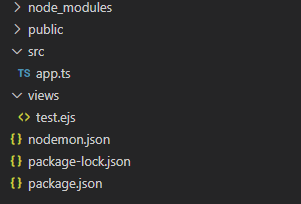 node_modules
public
src
TS app.ts
views
<> test.ejs
{} nodemon.json
{} package-lock.json
{} package.json